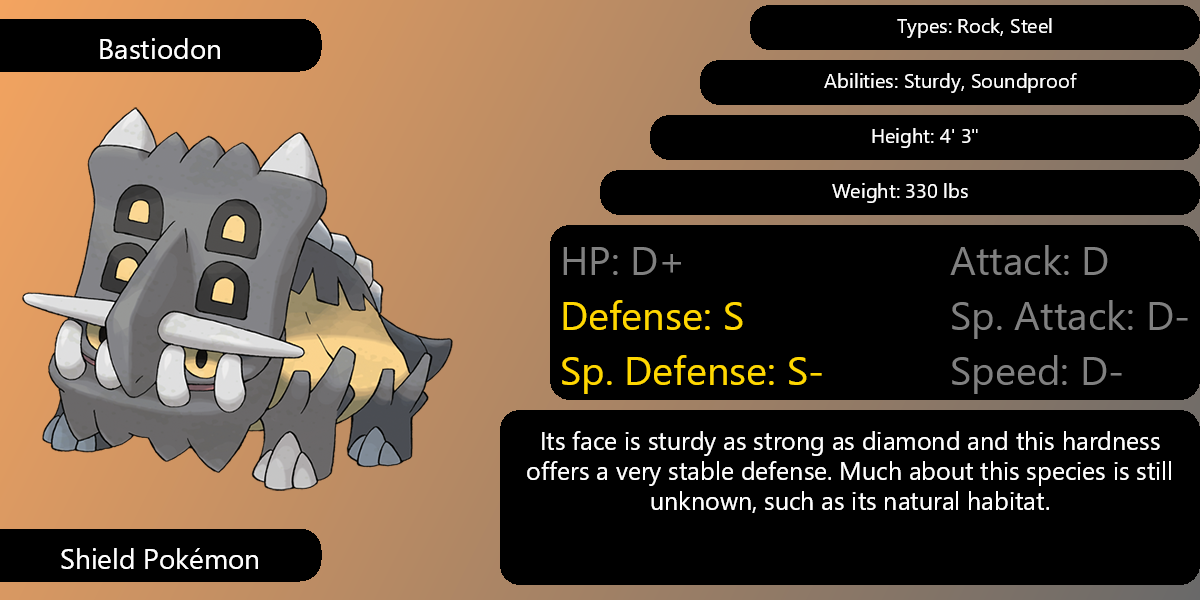 Bastiodon
Types: Rock, Steel
Abilities: Sturdy, Soundproof
Height: 4' 3"
Weight: 330 lbs
HP: D+
Attack: D
Defense: S
Sp. Attack: D-
Sp. Defense: S-
Speed: D-
Its face is sturdy as strong as diamond and this hardness
offers a very stable defense. Much about this species is still
unknown, such as its natural habitat.
Shield Pokémon